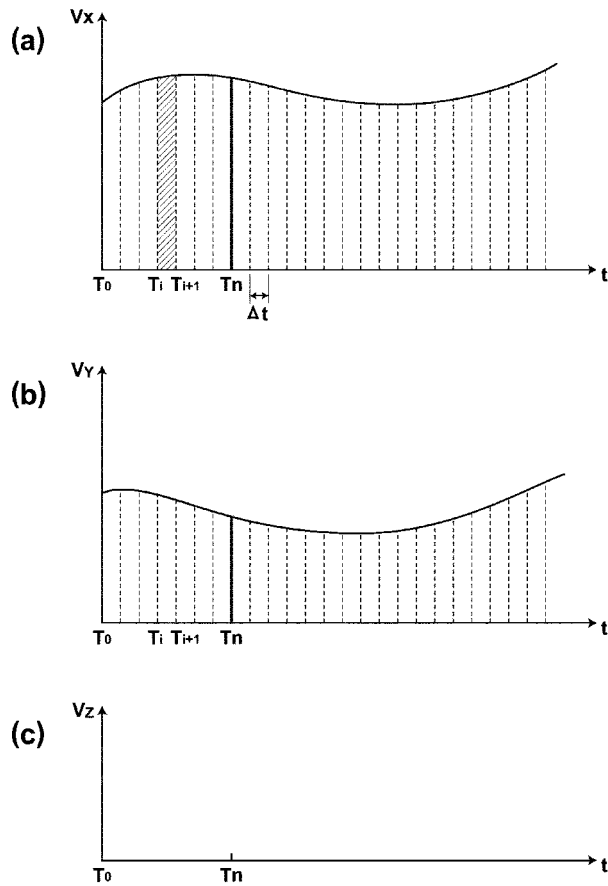 (a)
Vx
T0 Ti Ti+1 Tn t
Δt
(b)
VY
T0 Ti Ti+1 Tn t
(c)
VZ
T0 Tn t